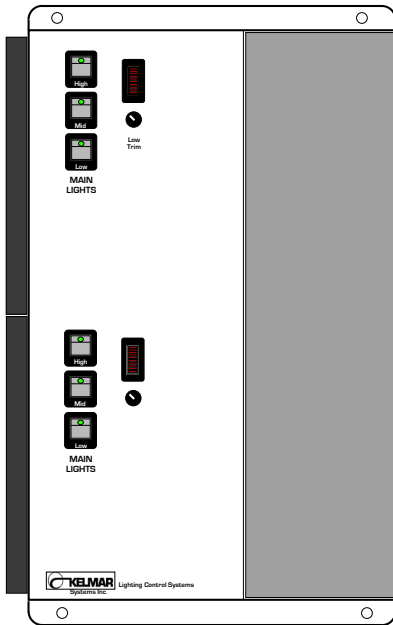 High
Mid
Low
MAIN
LIGHTS
Low
Trim
High
Mid
Low
MAIN
LIGHTS
KELMAR
Systems Inc.
Lighting Control Systems